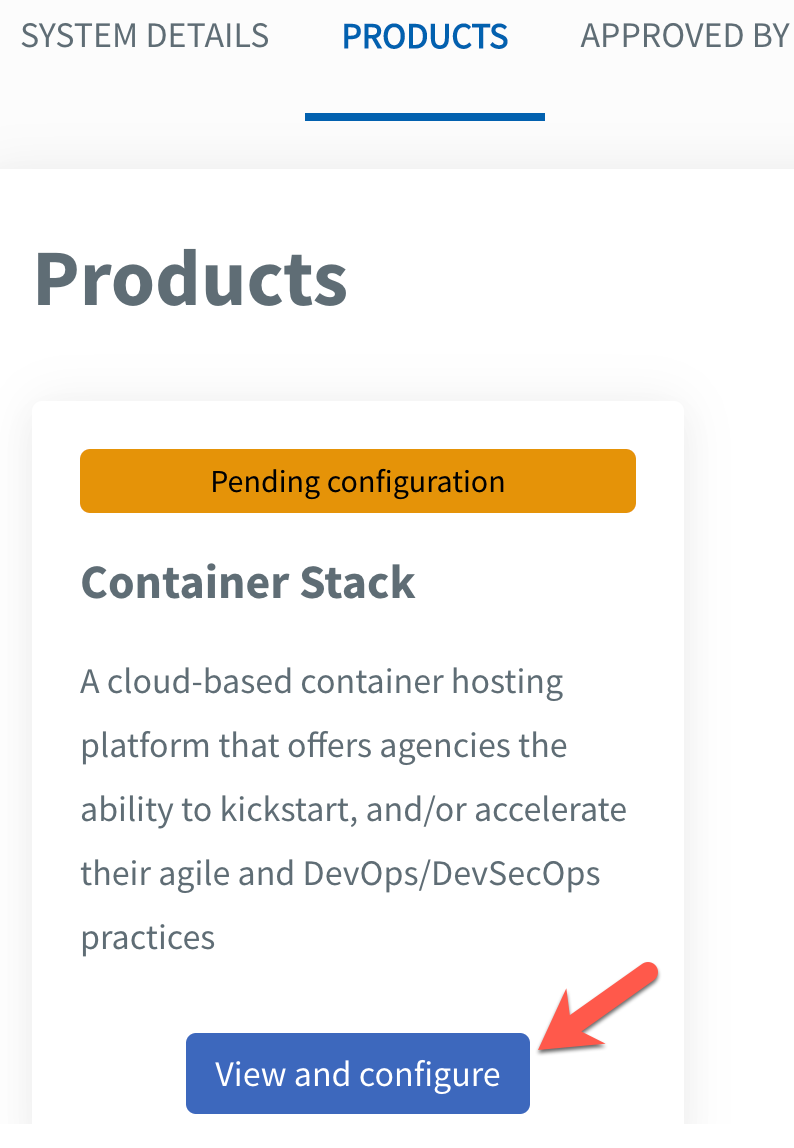 SYSTEM DETAILS PRODUCTS APPROVED BY
Products
Pending configuration
Container Stack
A cloud-based container hosting
platform that offers agencies the
ability to kickstart, and/or accelerate
their agile and DevOps/DevSecOps
practices
View and configure